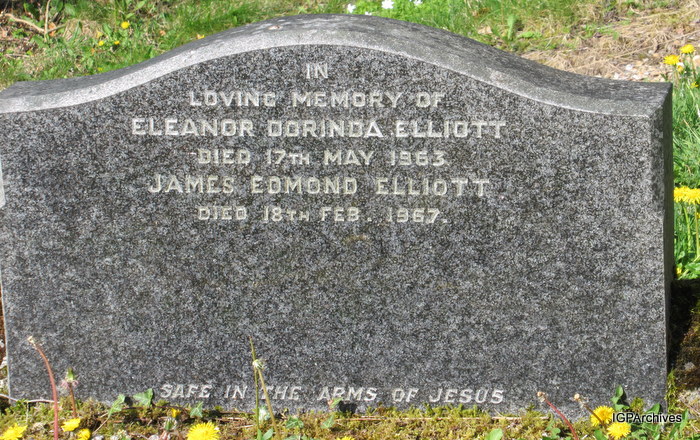 IN
LOVING MEMORY OF
ELEANOR DORINDA ELLIOTT
DIED 17TH MAY 1963
JAMES EDMOND ELLIOTT
DIED 18TH FEB. 1967.
SAFE IN THE ARMS OF JESUS
IGPArchives